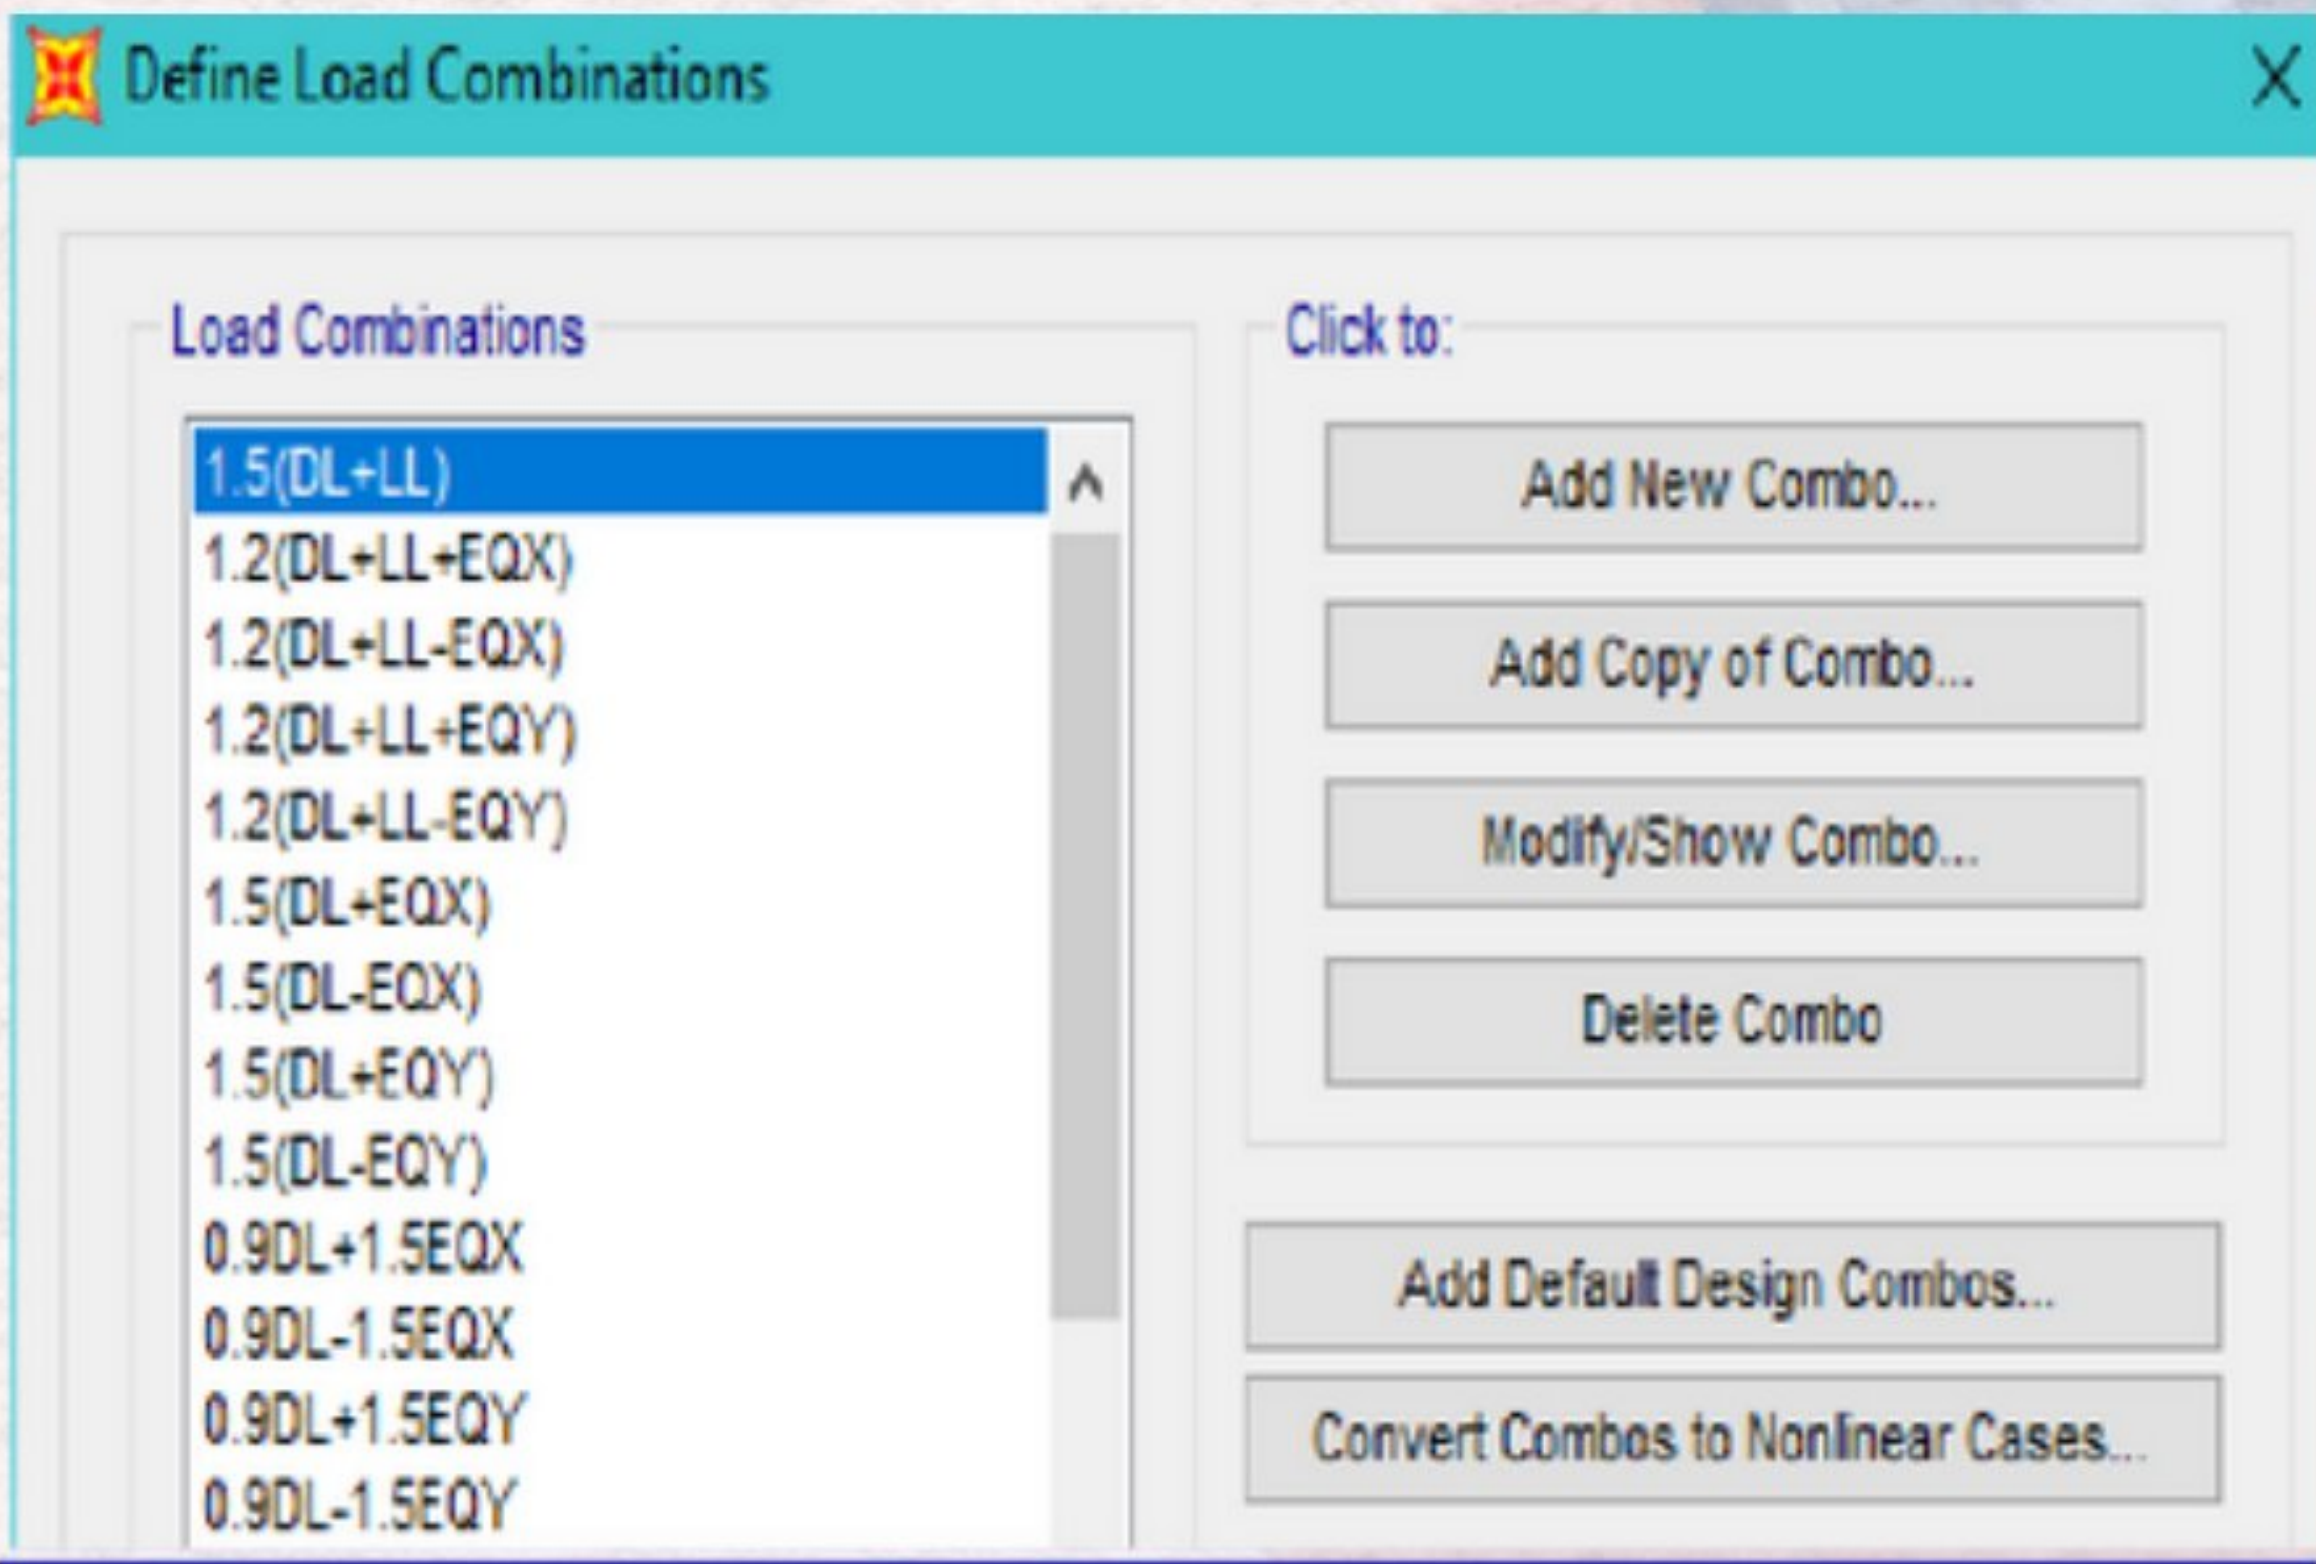 Define Load Combinations
X
Load Combinations
1.5(DL+LL)
1.2(DL+LL+EQX)
1.2(DL+LL-EQX)
1.2(DL+LL+EQY)
1.2(DL+LL-EQY)
1.5(DL+EQX)
1.5(DL-EQX)
1.5(DL+EQY)
1.5(DL-EQY)
0.9DL+1.5EQX
0.9DL-1.5EQX
0.9DL+1.5EQY
0.9DL-1.5EQY
Click to:
Add New Combo...
Add Copy of Combo...
Modify/Show Combo...
Delete Combo
Add Default Design Combos...
Convert Combos to Nonlinear Cases...